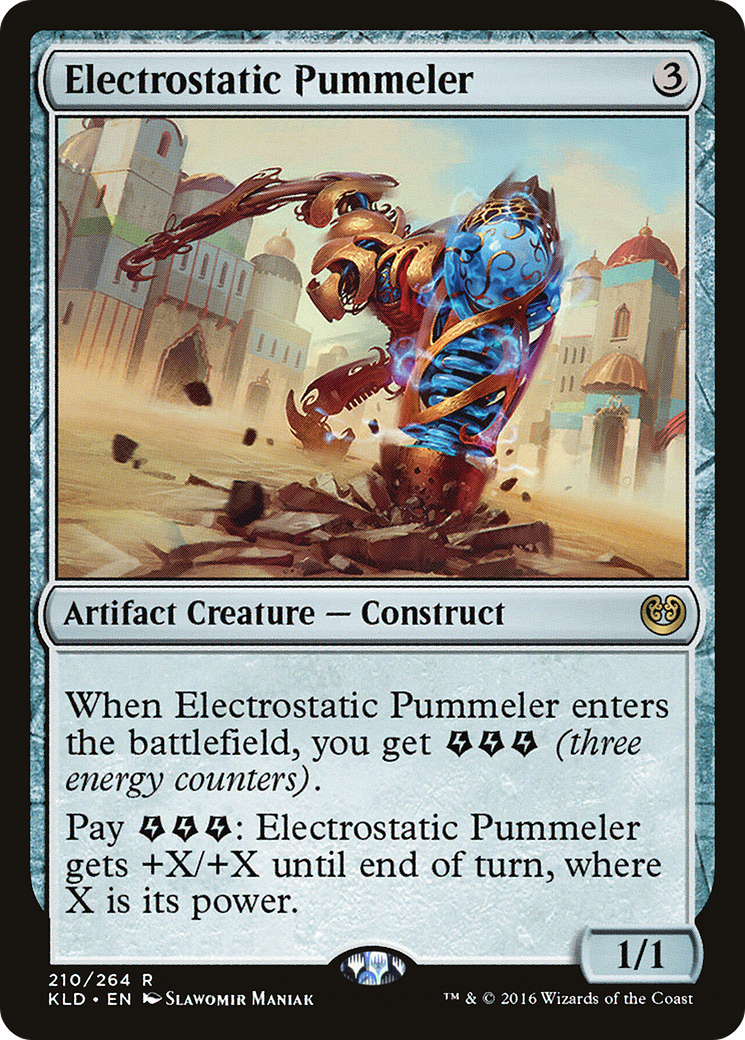 Electrostatic Pummeler 3
Artifact Creature — Construct
When Electrostatic Pummeler enters
the battlefield, you get (three
energy counters).
Pay : Electrostatic Pummeler
gets +X/+X until end of turn, where
X is its power.
1/1
210/264 R
KLD • EN Slawomir Maniak
™ & © 2016 Wizards of the Coast